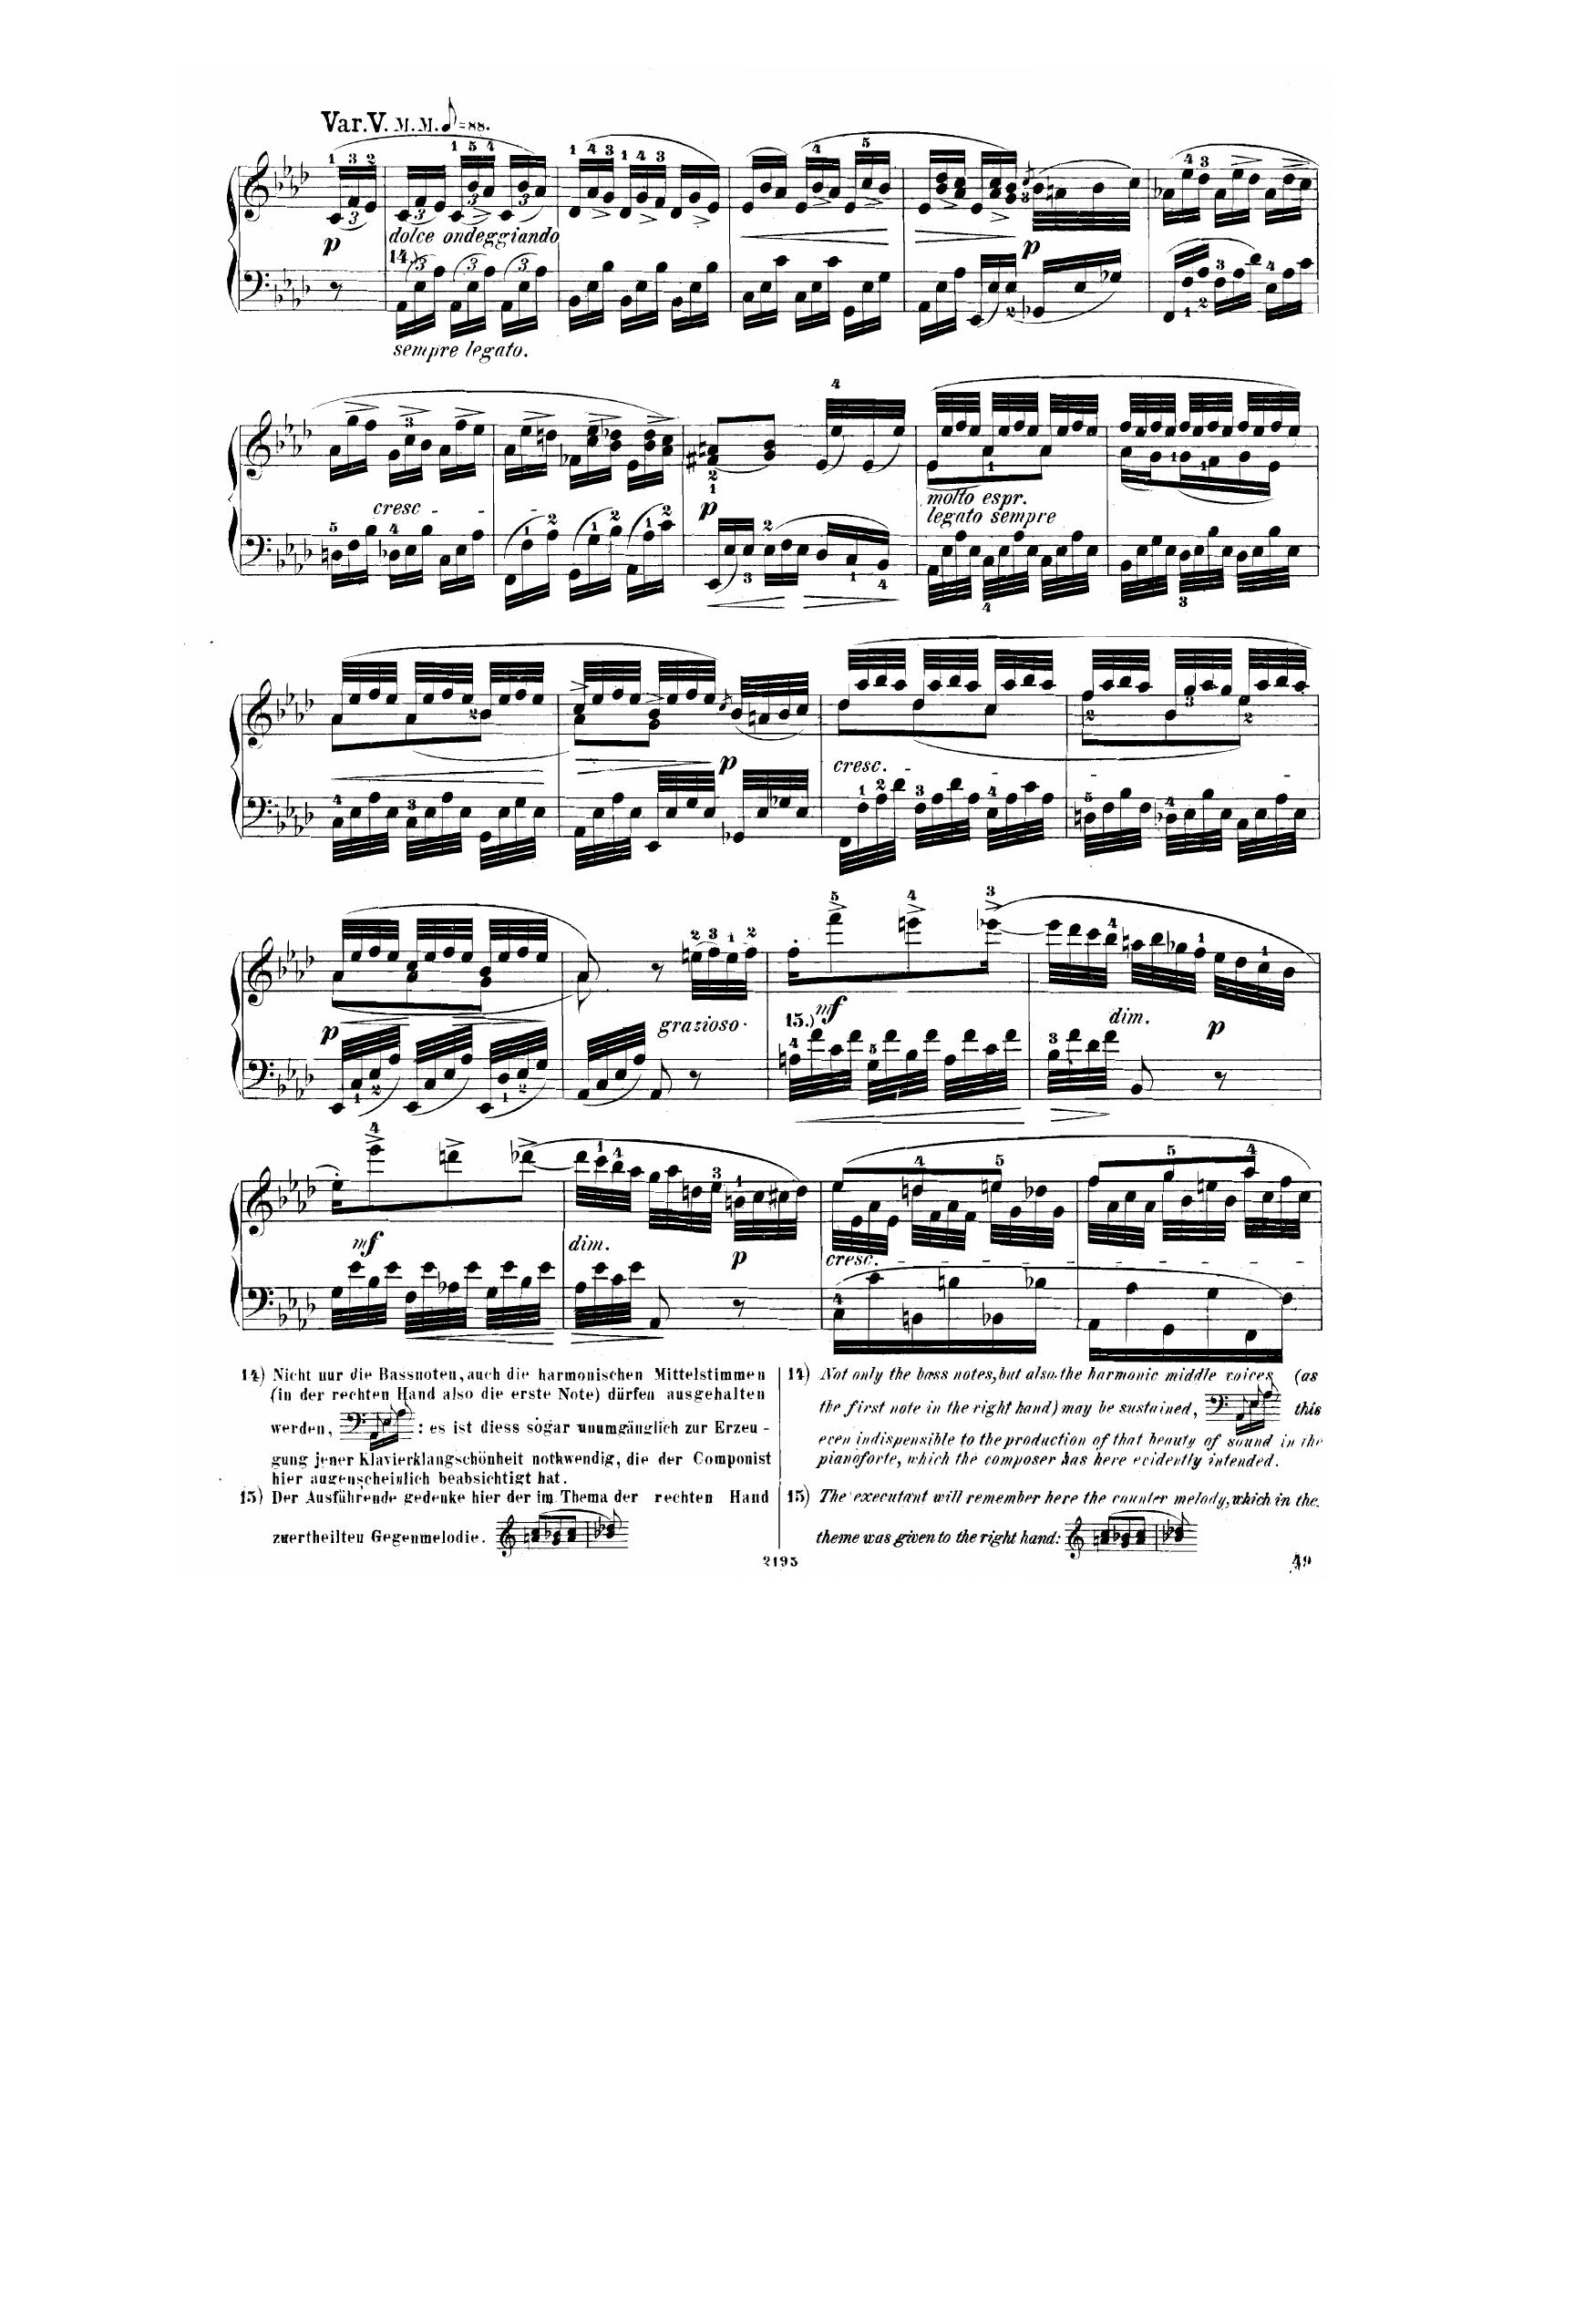 Var. V. M. M. ♪ = 88.
p
dolce ondeggiando
p
14.)
sempre legato.
cresc - - -
p
molto espr.
legato sempre
p
cresc. - - - -
p
grazioso.
15.) mf
dim.
p
mf
dim.
p
cresc. - - - - - - - - - -
14) Nicht nur die Bassnoten, auch die harmonischen Mittelstimmen
(in der rechten Hand also die erste Note) dürfen ausgehalten
werden, : es ist diess sogar unumgänglich zur Erzeu -
gung jener Klavierklangschönheit nothwendig, die der Componist
hier augenscheinlich beabsichtigt hat.
15) Der Ausführende gedenke hier der im Thema der rechten Hand
zuertheilten Gegenmelodie.
14) Not only the bass notes, but also the harmonic middle voices (as
the first note in the right hand) may be sustained, this
even indispensible to the production of that beauty of sound in the
pianoforte, which the composer has here evidently intended.
15) The executant will remember here the counter melody, which in the
theme was given to the right hand:
2195
49